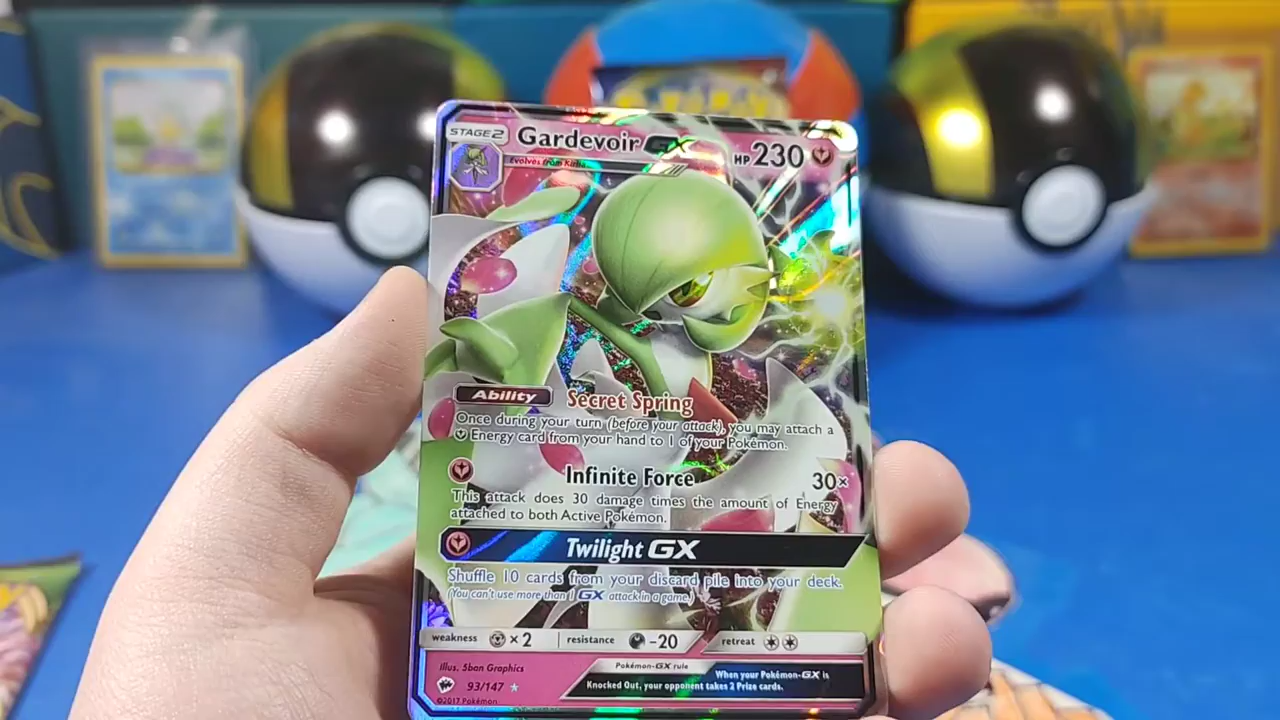 STAGE 2 Gardevoir GX HP 230
Evolves from Kirlia
Ability Secret Spring
Once during your turn (before your attack), you may attach a
Energy card from your hand to 1 of your Pokémon.
Infinite Force 30×
This attack does 30 damage times the amount of Energy
attached to both Active Pokémon.
Twilight GX
Shuffle 10 cards from your discard pile into your deck.
(You can't use more than 1 GX attack in a game.)
weakness × 2 resistance -20 retreat
Illus. 5ban Graphics
93/147
©2017 Pokémon
Pokémon-GX rule
When your Pokémon-GX is
Knocked Out, your opponent takes 2 Prize cards.